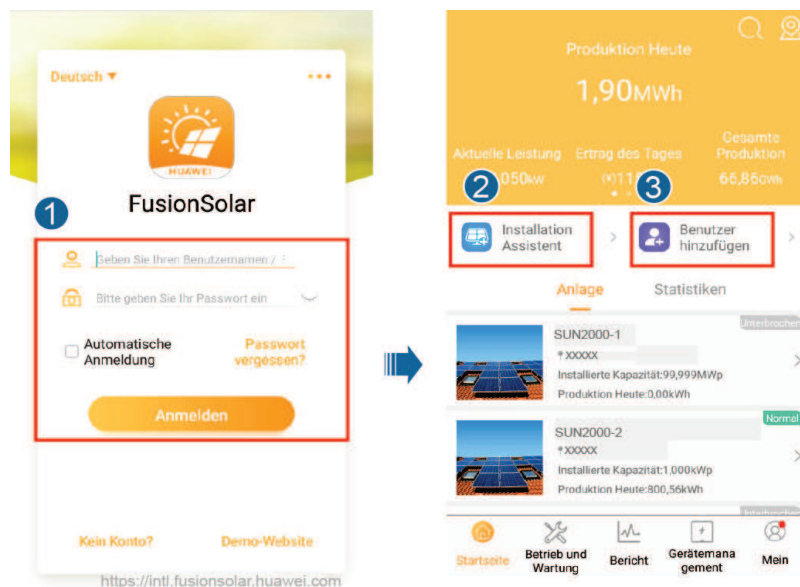 Deutsch
HUAWEI
FusionSolar
1
Geben Sie Ihren Benutzernamen /
Bitte geben Sie Ihr Passwort ein
Automatische
Anmeldung
Passwort
vergessen?
Anmelden
Kein Konto?
Demo-Website
https://intl.fusionsolar.huawei.com
Produktion Heute
1,90MWh
Aktuelle Leistung
Ertrag des Tages
Gesamte
Produktion
050kW
66,86GWh
2
3
Installation
Assistent
Benutzer
hinzufügen
Anlage
Statistiken
SUN2000-1
Unterbrochen
XXXXX
Installierte Kapazität:99,999MWp
Produktion Heute:0,00kWh
SUN2000-2
Normal
XXXXX
Installierte Kapazität:1,000kWp
Produktion Heute:800,56kWh
Startseite
Betrieb und
Wartung
Bericht
Gerätemana
gement
Mein